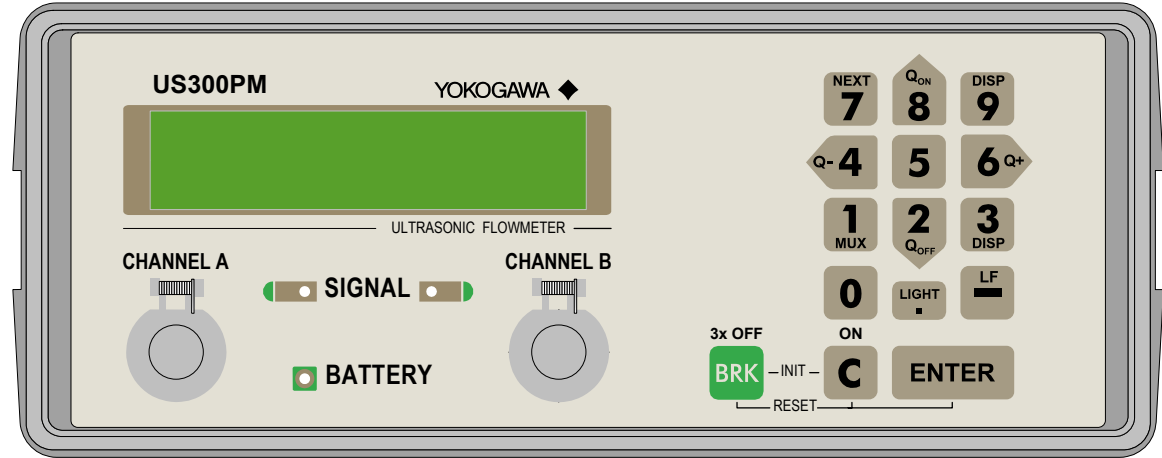 US300PM
YOKOGAWA
ULTRASONIC FLOWMETER
CHANNEL A
SIGNAL
CHANNEL B
BATTERY
NEXT
7
QON
8
DISP
9
Q- 4
5
6 Q+
1
MUX
2
QOFF
3
DISP
0
LIGHT
.
LF
-
3x OFF
ON
BRK
INIT
C
ENTER
RESET